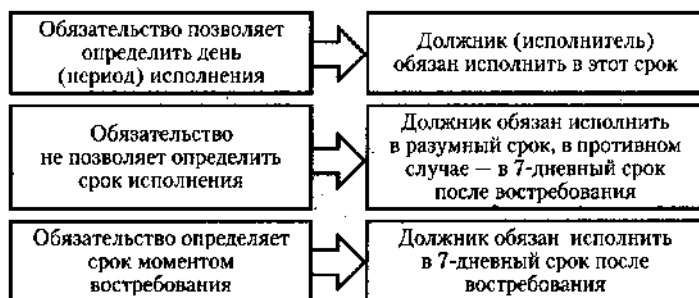 Обязательство позволяет
определить день
(период) исполнения
Должник (исполнитель)
обязан исполнить в этот срок
Обязательство
не позволяет определить
срок исполнения
Должник обязан исполнить
в разумный срок, в противном
случае — в 7-дневный срок
после востребования
Обязательство определяет
срок моментом
востребования
Должник обязан исполнить
в 7-дневный срок после
востребования